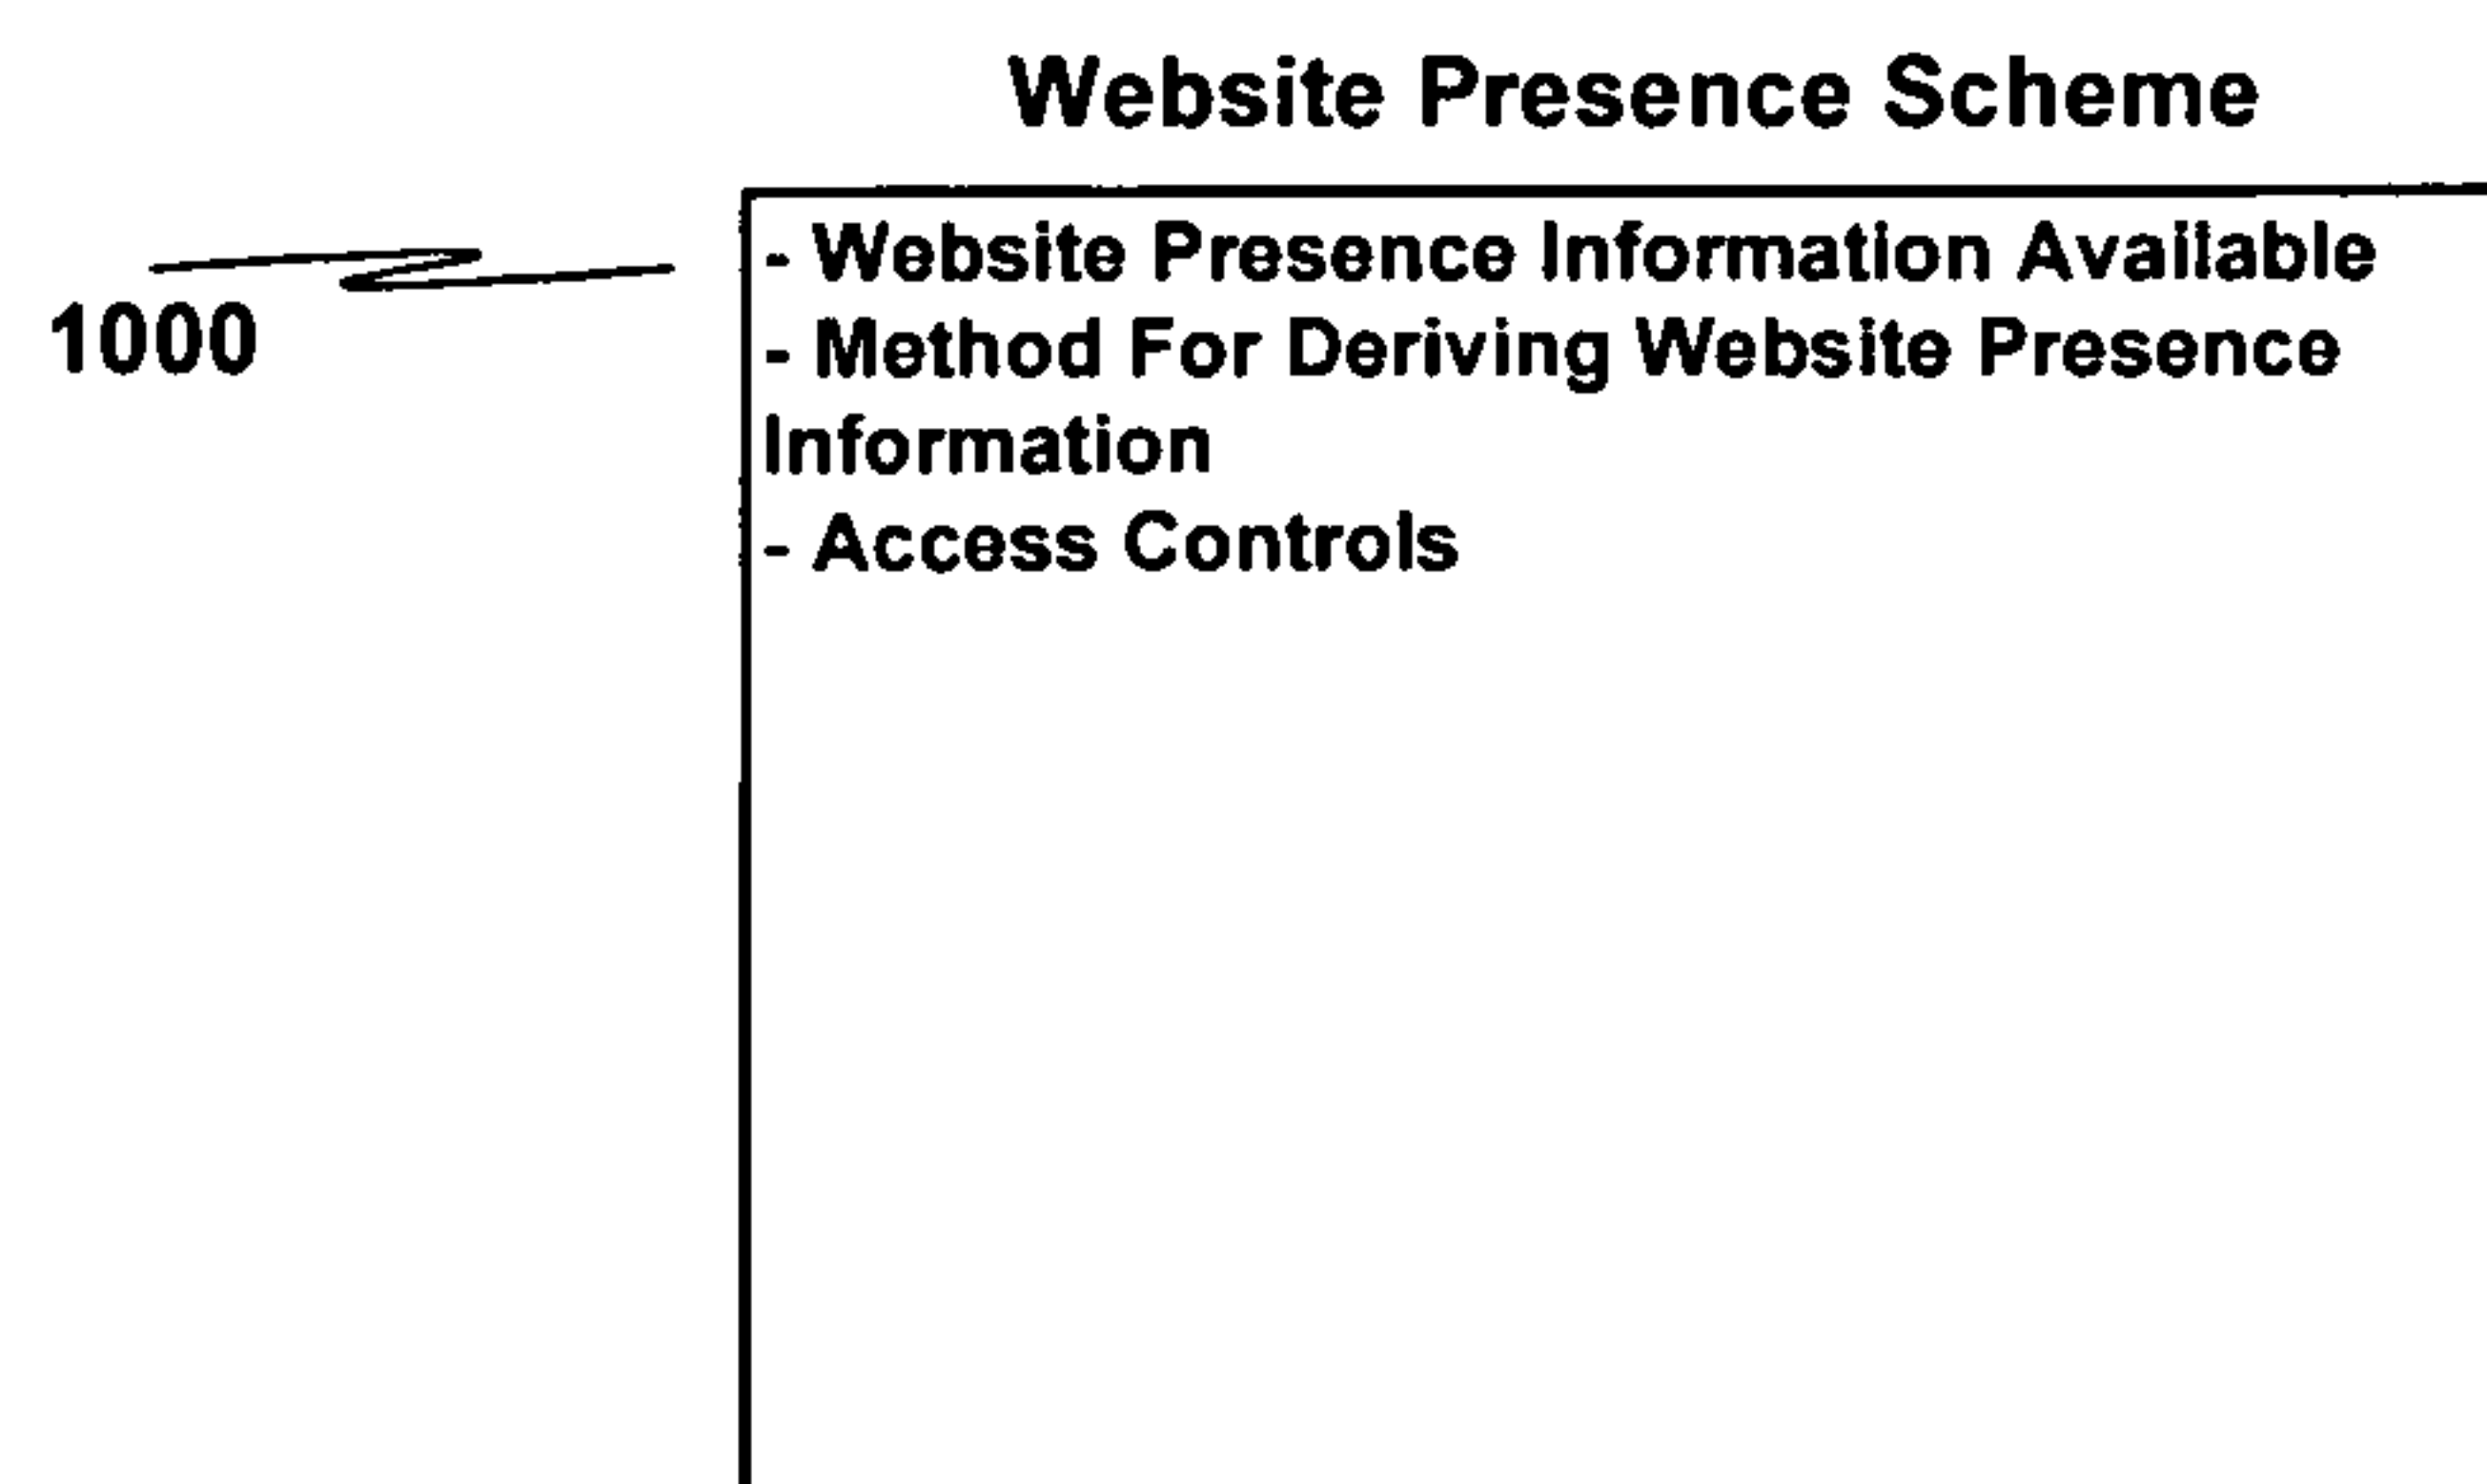 Website Presence Scheme
1000
- Website Presence Information Available
- Method For Deriving Website Presence
Information
- Access Controls